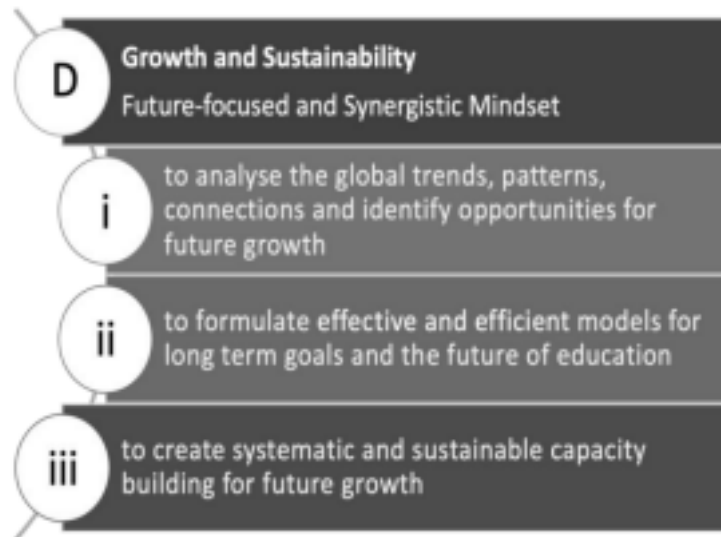 D
Growth and Sustainability
Future-focused and Synergistic Mindset
i
to analyse the global trends, patterns,
connections and identify opportunities for
future growth
ii
to formulate effective and efficient models for
long term goals and the future of education
iii
to create systematic and sustainable capacity
building for future growth